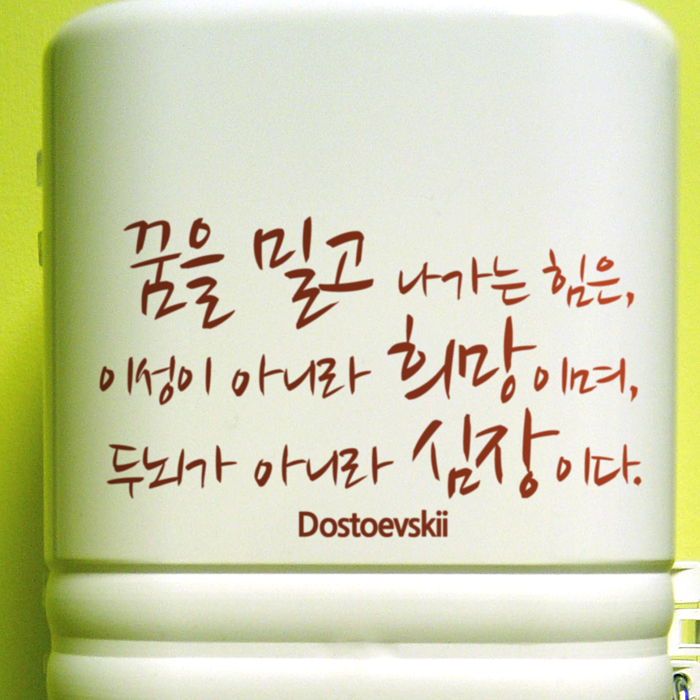 꿈을 밀고 나가는 힘은,
이성이 아니라 희망이며,
두뇌가 아니라 심장이다.
Dostoevskii